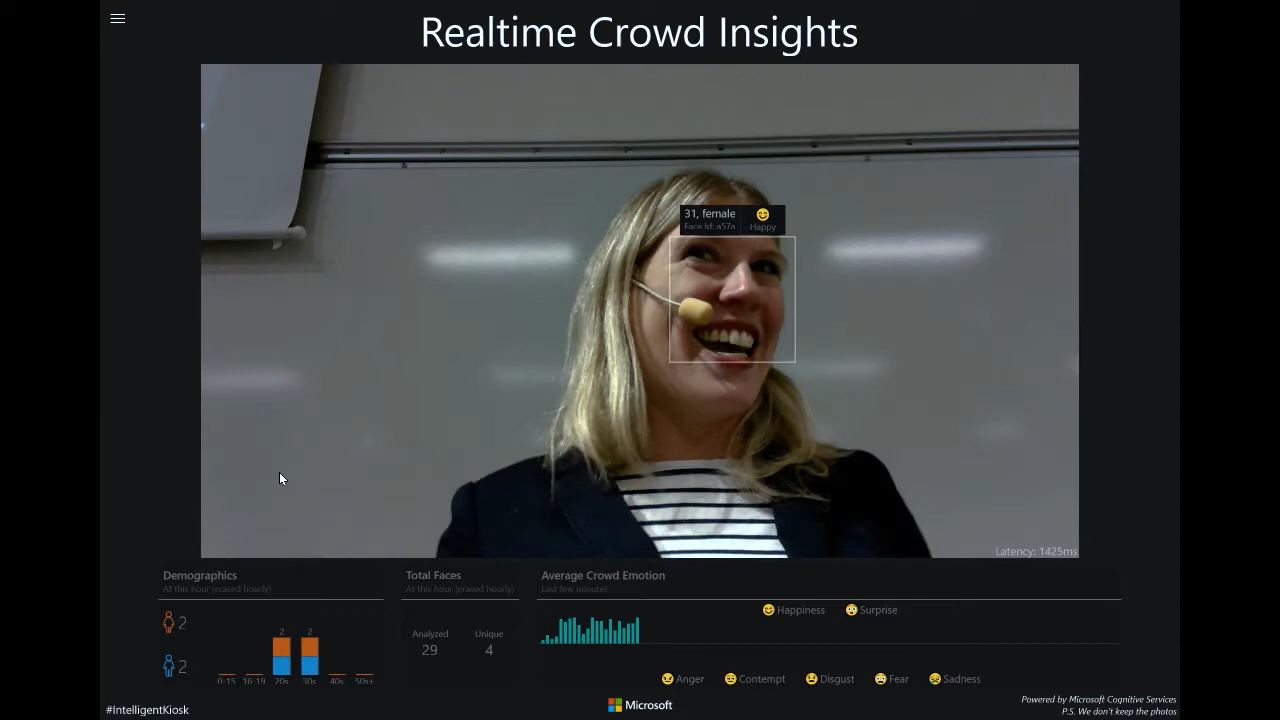 Realtime Crowd Insights
31, female
Face Id: a57a
Happy
Latency: 1425ms
Demographics
At this hour (erased hourly)
2
2
2
2
0-15 16-19 20s 30s 40s 50s+
Total Faces
At this hour (erased hourly)
Analyzed Unique
29 4
Average Crowd Emotion
Last few minutes
Happiness Surprise
Anger Contempt Disgust Fear Sadness
#IntelligentKiosk
Microsoft
Powered by Microsoft Cognitive Services
P.S. We don't keep the photos